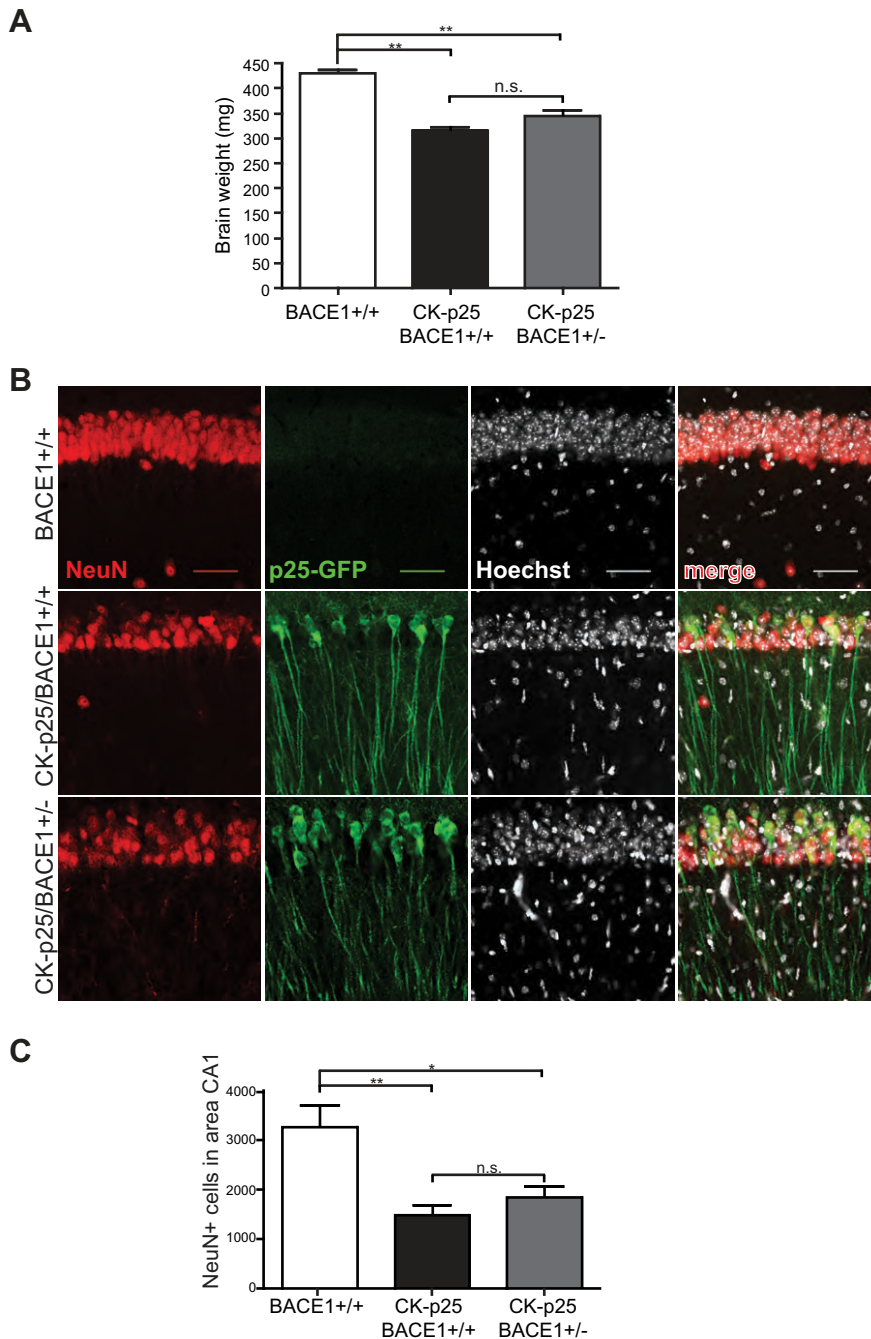 A
**
**
n.s.
450
400
350
300
250
200
150
100
50
0
Brain weight (mg)
BACE1+/+
CK-p25
BACE1+/+
CK-p25
BACE1+/-
B
BACE1+/+
NeuN
p25-GFP
Hoechst
merge
CK-p25/BACE1+/+
CK-p25/BACE1+/-
C
*
**
n.s.
4000
3000
2000
1000
0
NeuN+ cells in area CA1
BACE1+/+
CK-p25
BACE1+/+
CK-p25
BACE1+/-